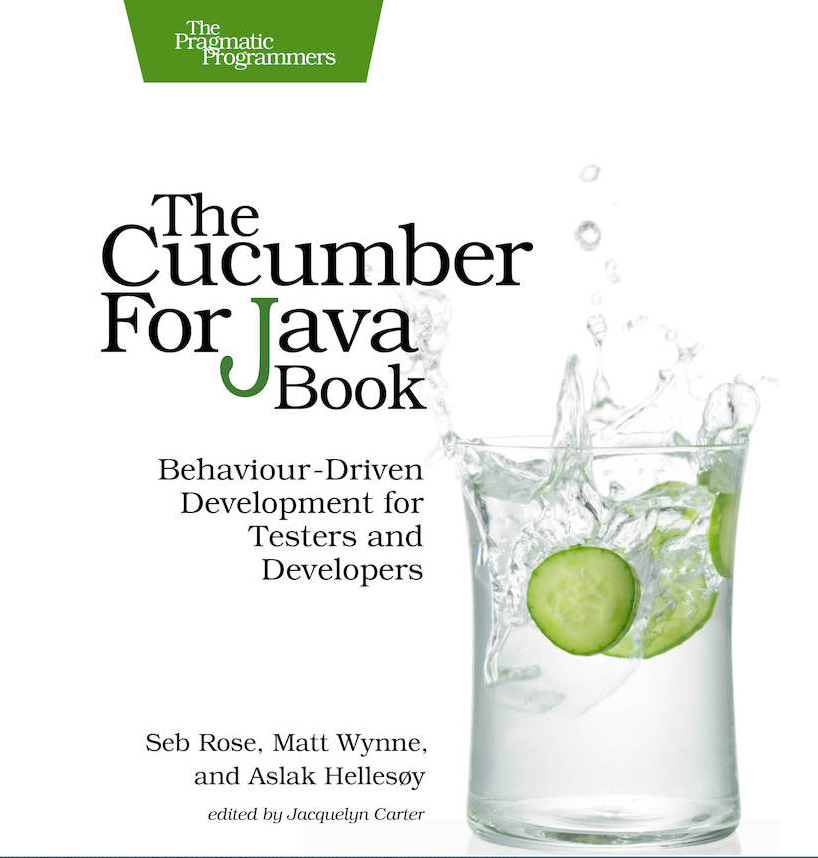 The
Pragmatic
Programmers
The
Cucumber
For Java
Book
Behaviour-Driven
Development for
Testers and
Developers
Seb Rose, Matt Wynne,
and Aslak Hellesøy
edited by Jacquelyn Carter